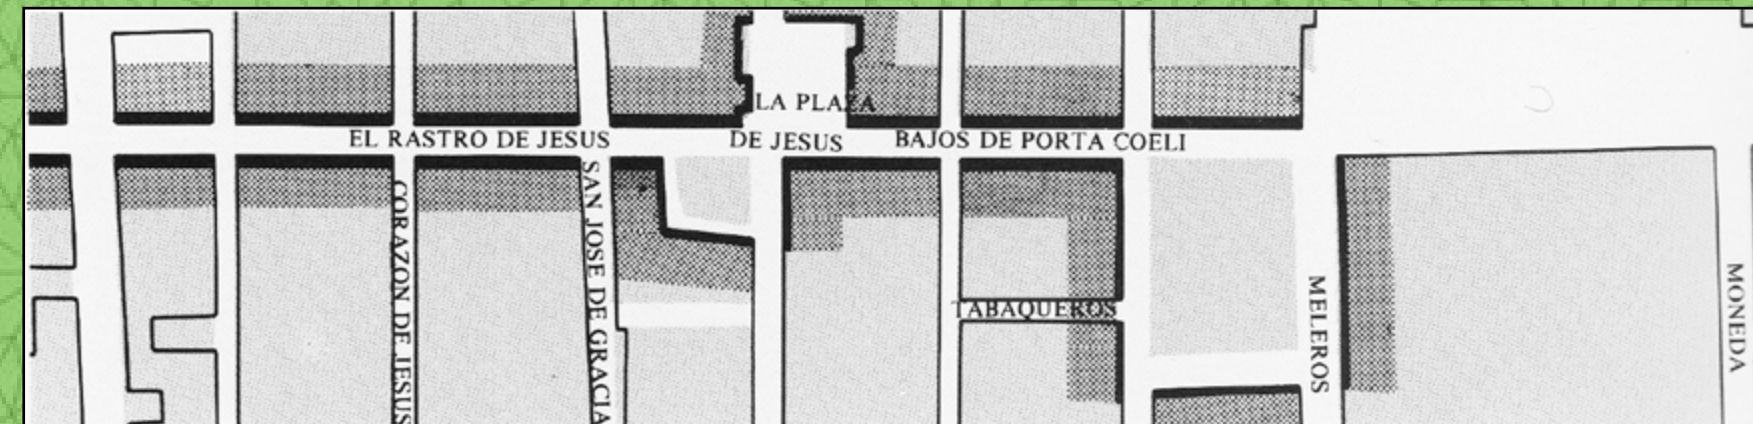 LA PLAZA
EL RASTRO DE JESUS
DE JESUS
BAJOS DE PORTA COELI
CORAZON DE JESUS
SAN JOSE DE GRACIA
TABAQUEROS
MELEROS
MONEDA